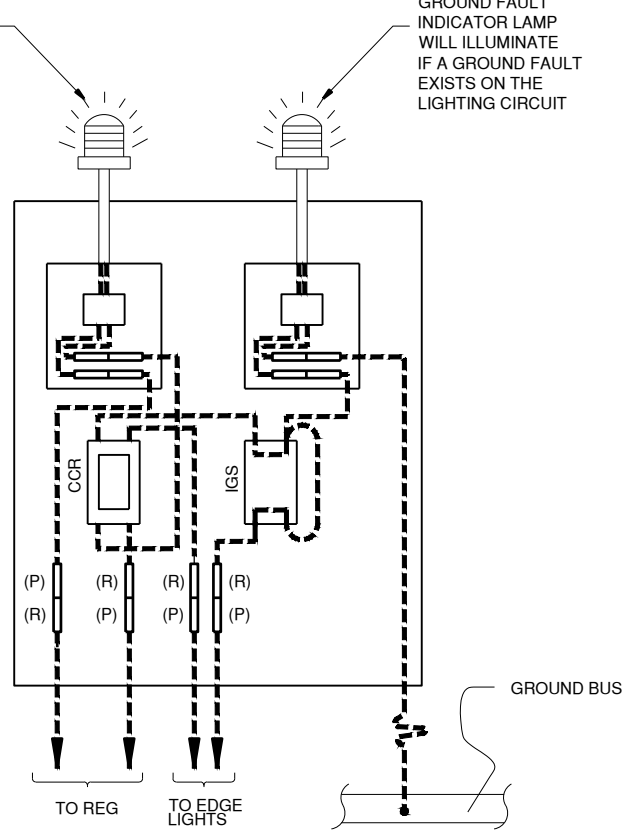 GROUND FAULT
INDICATOR LAMP
WILL ILLUMINATE
IF A GROUND FAULT
EXISTS ON THE
LIGHTING CIRCUIT
CCR
IGS
(P) (R) (R) (R)
(R) (P) (P) (P)
GROUND BUS
TO REG
TO EDGE
LIGHTS